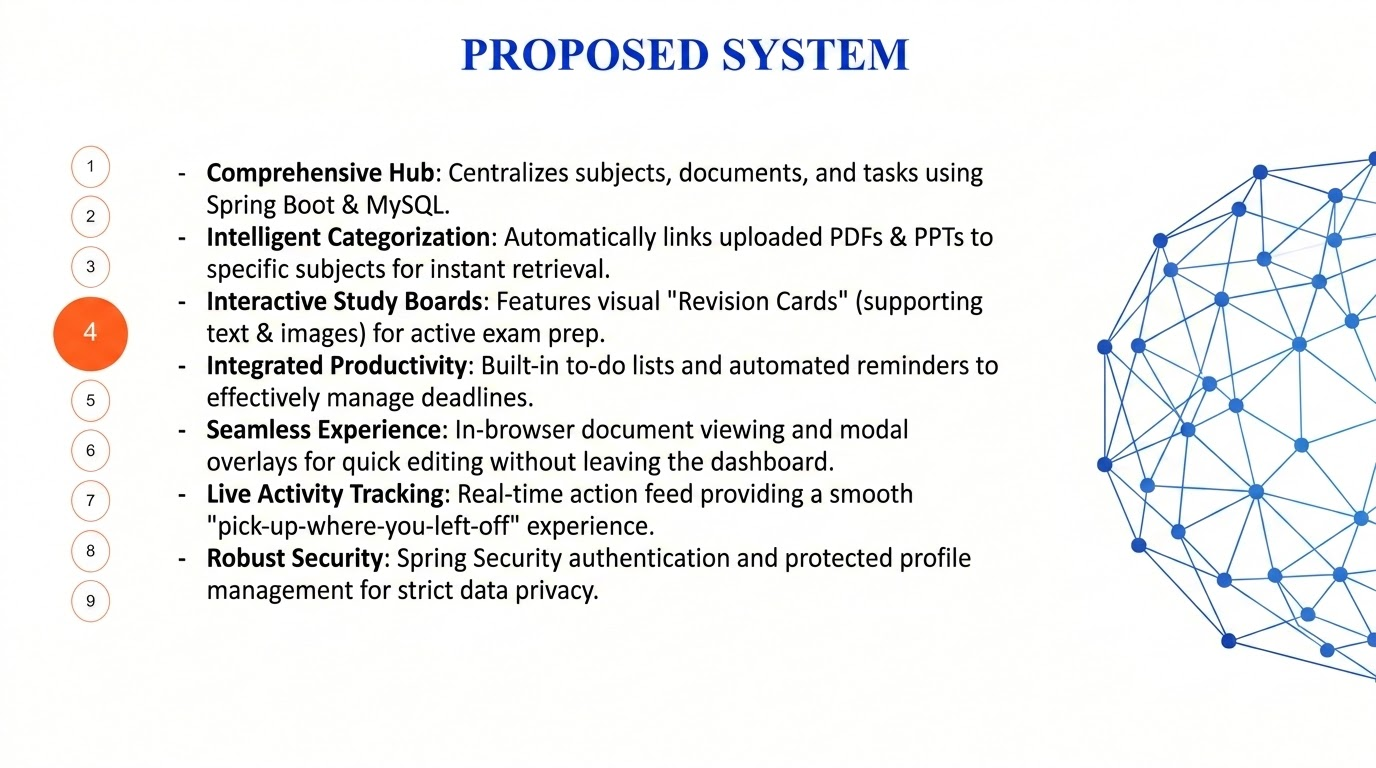 PROPOSED SYSTEM
1
2
3
4
5
6
7
8
9
- Comprehensive Hub: Centralizes subjects, documents, and tasks using
Spring Boot & MySQL.
- Intelligent Categorization: Automatically links uploaded PDFs & PPTs to
specific subjects for instant retrieval.
- Interactive Study Boards: Features visual "Revision Cards" (supporting
text & images) for active exam prep.
- Integrated Productivity: Built-in to-do lists and automated reminders to
effectively manage deadlines.
- Seamless Experience: In-browser document viewing and modal
overlays for quick editing without leaving the dashboard.
- Live Activity Tracking: Real-time action feed providing a smooth
"pick-up-where-you-left-off" experience.
- Robust Security: Spring Security authentication and protected profile
management for strict data privacy.